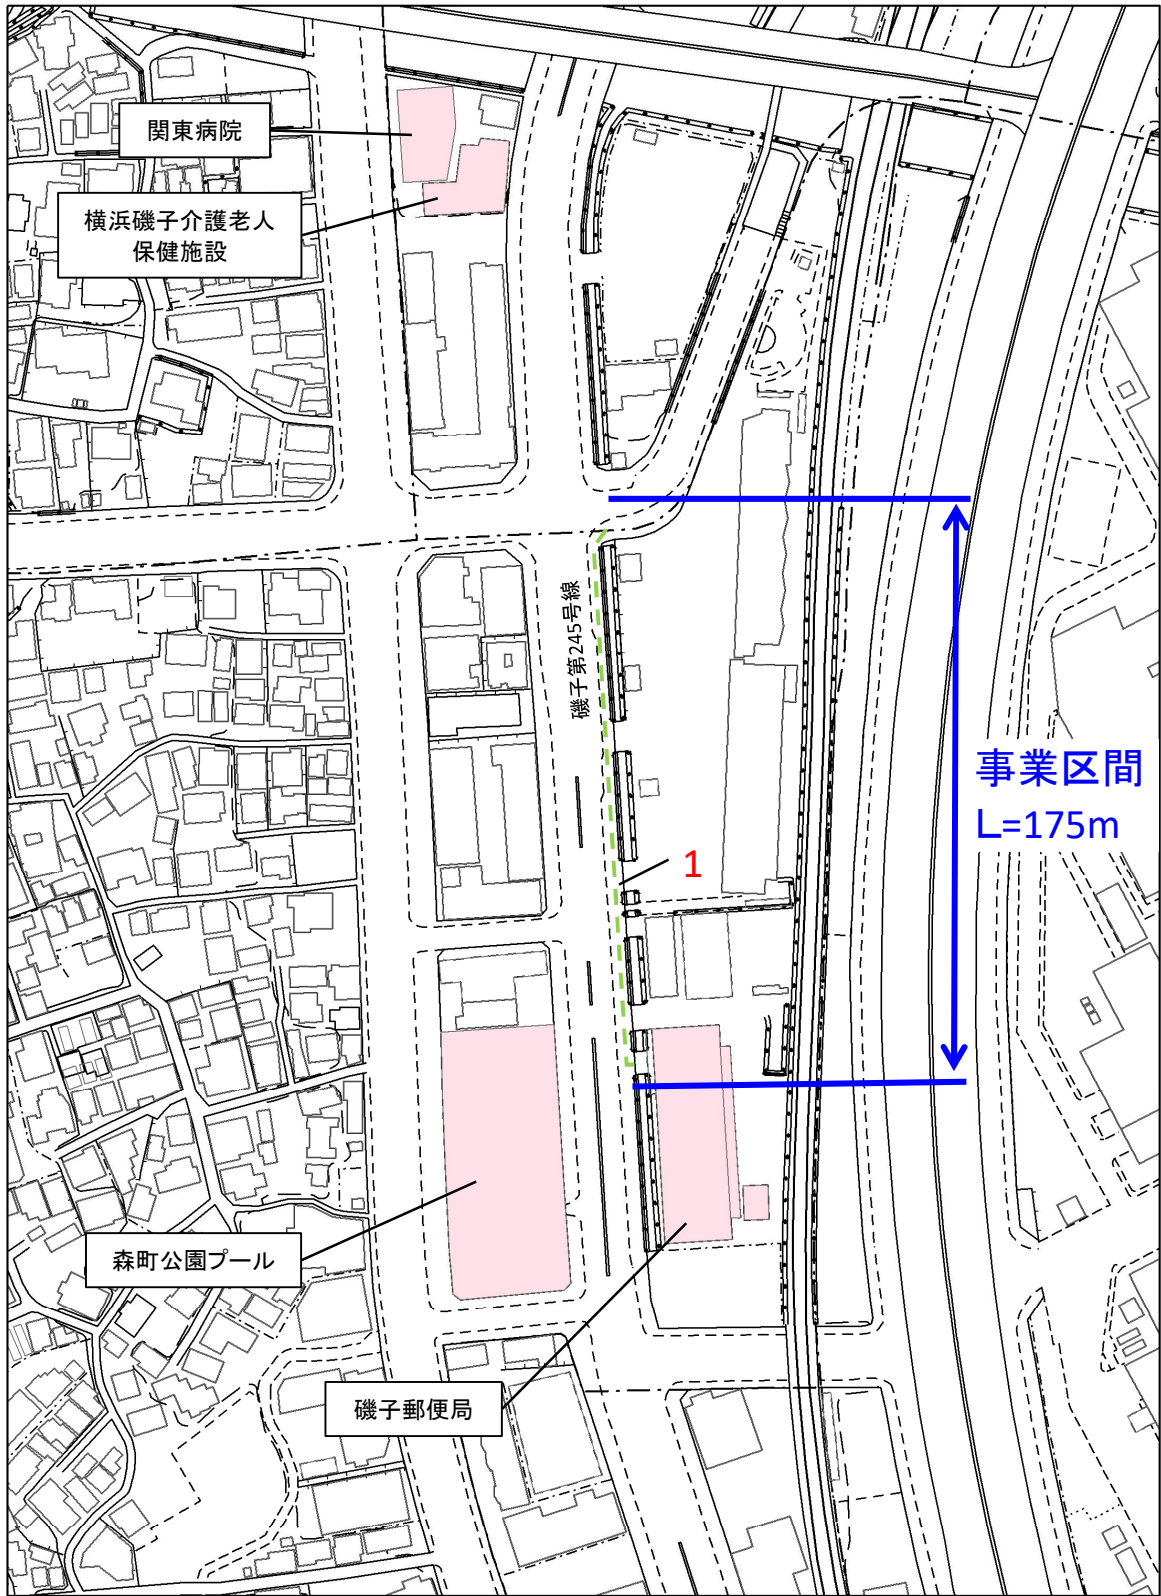 関東病院
横浜磯子介護老人
保健施設
磯子第245号線
事業区間
L=175m
1
森町公園プール
磯子郵便局